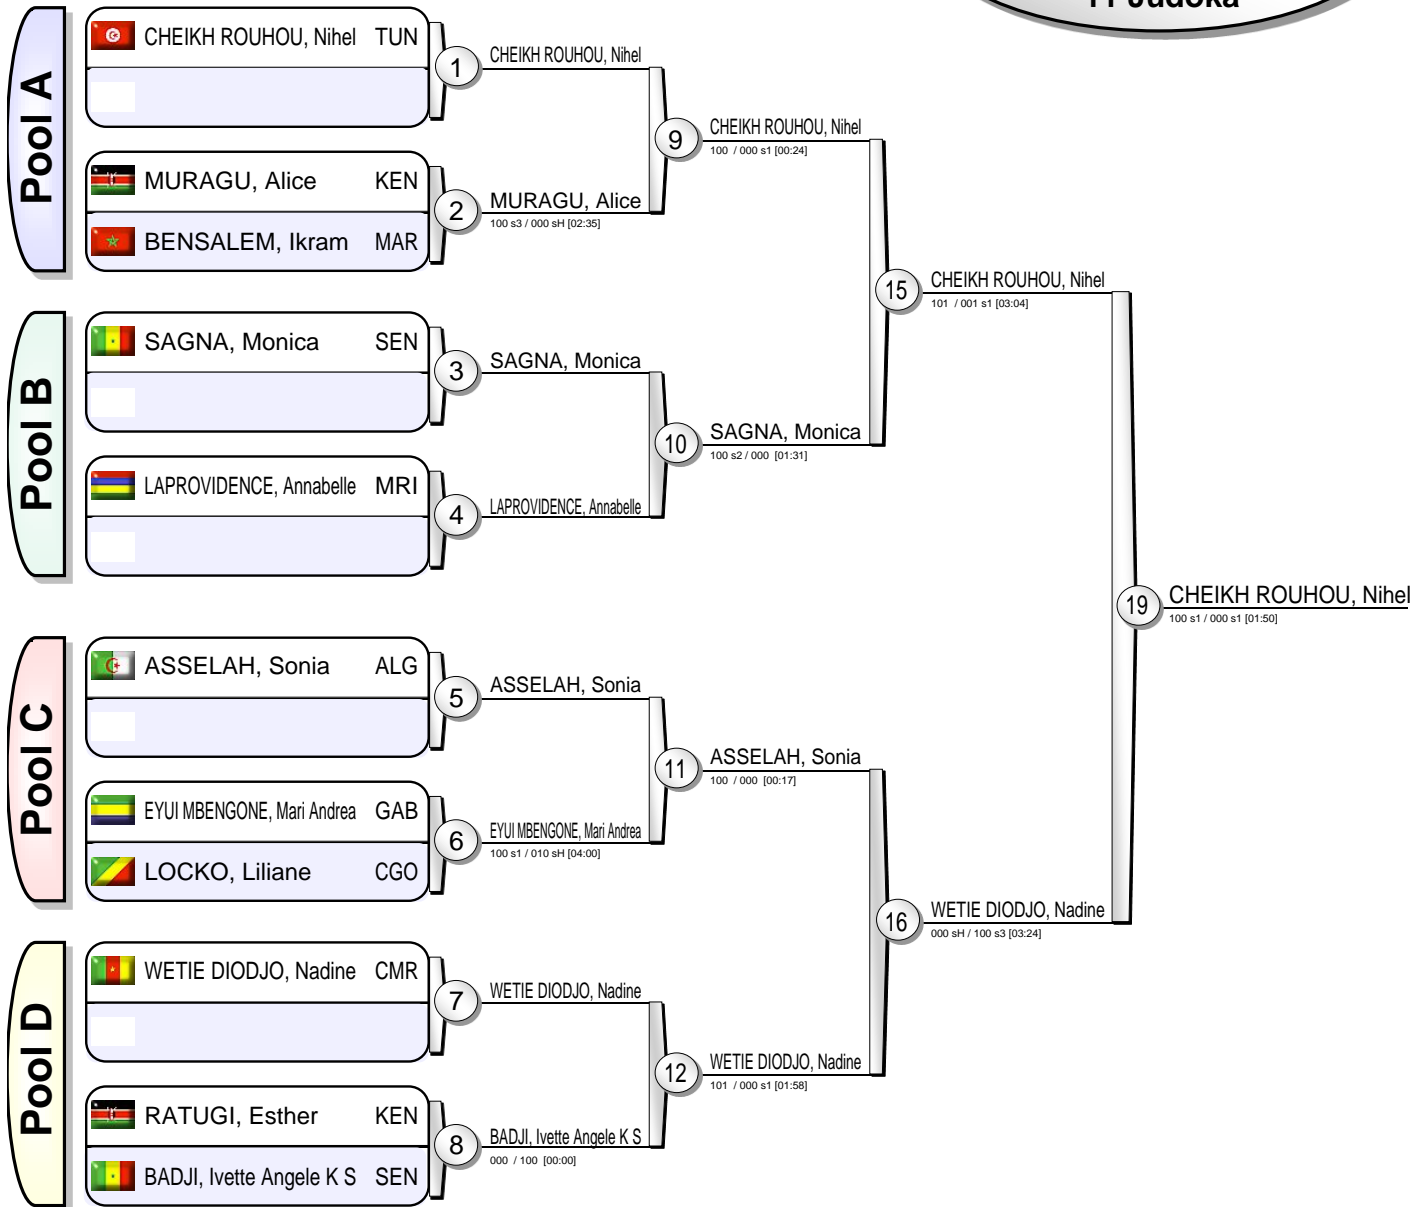 11 Judoka
Pool A
CHEIKH ROUHOU, Nihel TUN
MURAGU, Alice KEN
BENSALEM, Ikram MAR
1
CHEIKH ROUHOU, Nihel
2
MURAGU, Alice
100 s3 / 000 sH [02:35]
9
CHEIKH ROUHOU, Nihel
100 / 000 s1 [00:24]
Pool B
SAGNA, Monica SEN
LAPROVIDENCE, Annabelle MRI
3
SAGNA, Monica
4
LAPROVIDENCE, Annabelle
10
SAGNA, Monica
100 s2 / 000 [01:31]
15
CHEIKH ROUHOU, Nihel
101 / 001 s1 [03:04]
Pool C
ASSELAH, Sonia ALG
EYUI MBENGONE, Mari Andrea GAB
LOCKO, Liliane CGO
5
ASSELAH, Sonia
6
EYUI MBENGONE, Mari Andrea
100 s1 / 010 sH [04:00]
11
ASSELAH, Sonia
100 / 000 [00:17]
Pool D
WETIE DIODJO, Nadine CMR
RATUGI, Esther KEN
BADJI, Ivette Angele K S SEN
7
WETIE DIODJO, Nadine
8
BADJI, Ivette Angele K S
000 / 100 [00:00]
12
WETIE DIODJO, Nadine
101 / 000 s1 [01:58]
16
WETIE DIODJO, Nadine
000 sH / 100 s3 [03:24]
19
CHEIKH ROUHOU, Nihel
100 s1 / 000 s1 [01:50]